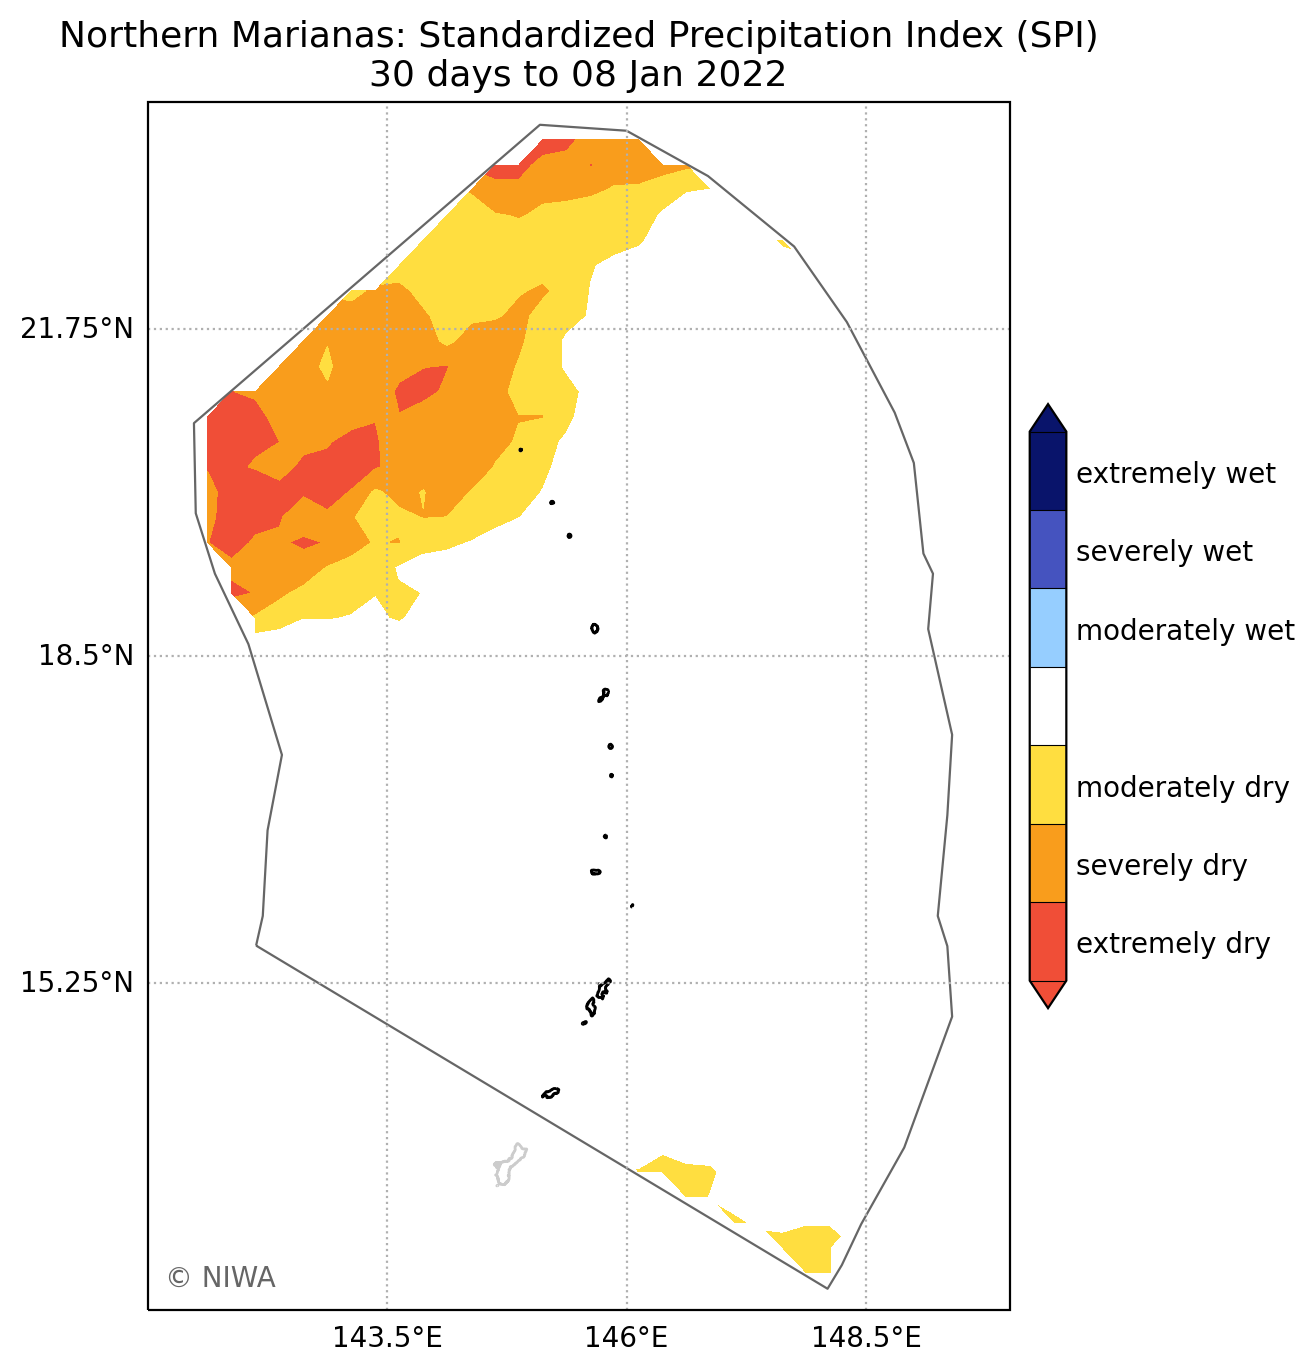 Northern Marianas: Standardized Precipitation Index (SPI)
30 days to 08 Jan 2022
21.75°N
18.5°N
15.25°N
143.5°E
146°E
148.5°E
extremely wet
severely wet
moderately wet
moderately dry
severely dry
extremely dry
© NIWA